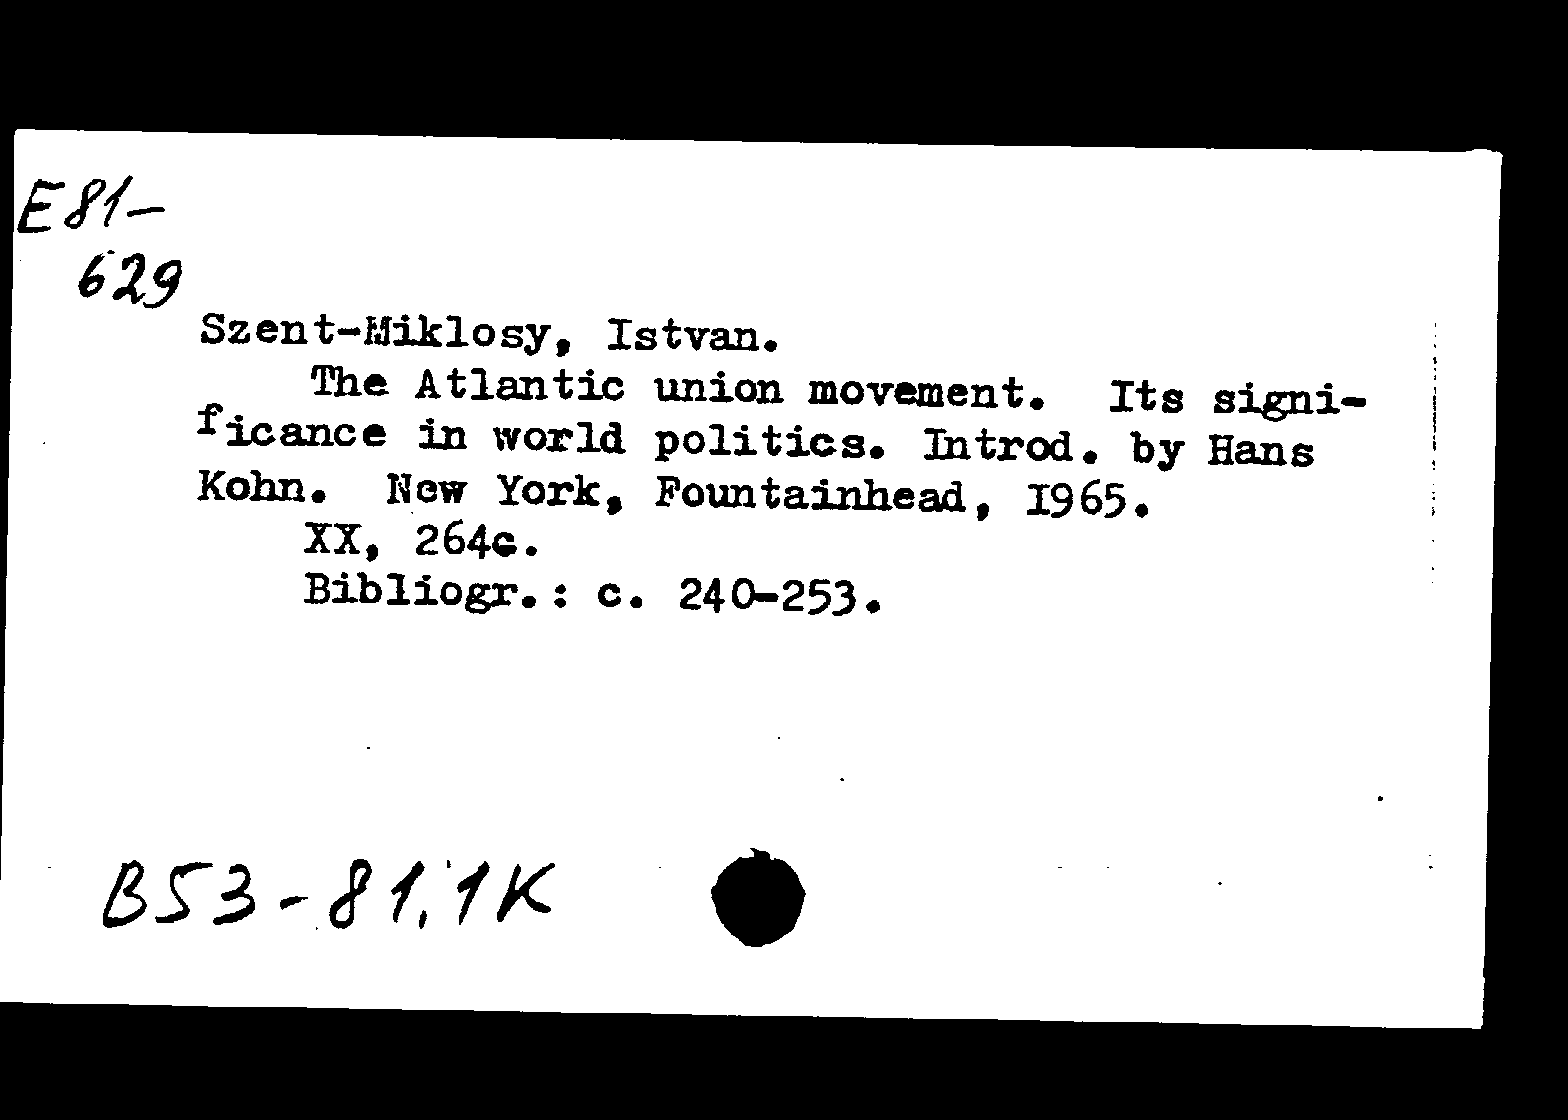 E81-
629
Szent-Miklosy, Istvan.
The Atlantic union movement. Its signi-
ficance in world politics. Introd. by Hans
Kohn. New York, Fountainhead, 1965.
XX, 264c.
Bibliogr.: c. 240-253.
B53-81.1K